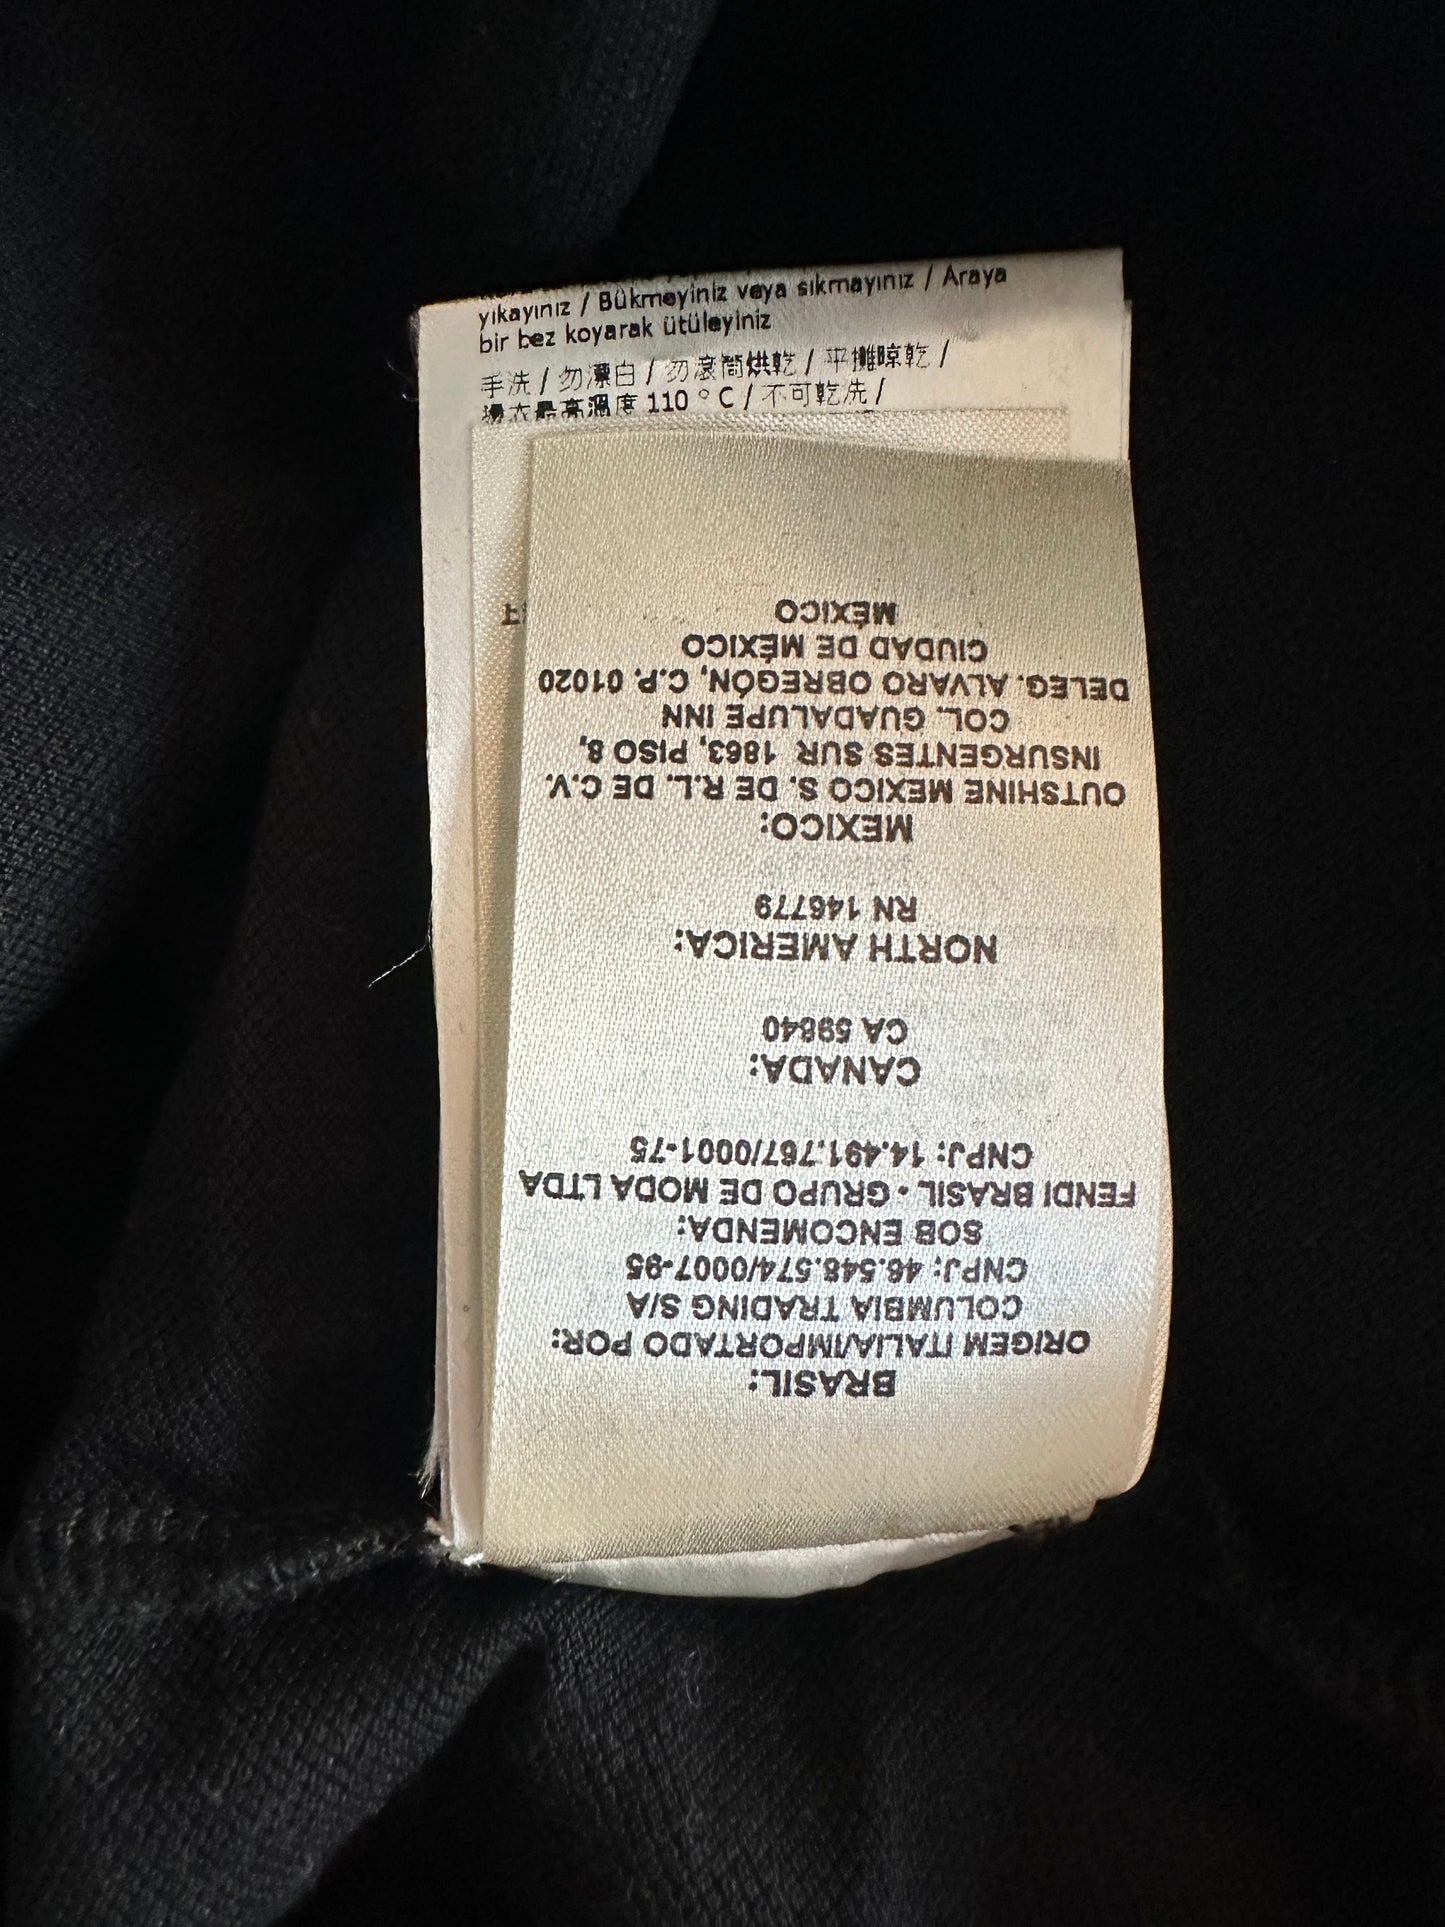 yıkayınız / Bükmeyiniz veya sıkmayınız / Araya
bir bez koyarak ütüleyiniz
手洗 / 勿漂白 / 勿滾筒烘乾 / 平攤晾乾 /
燙衣最高溫度 110 ° C / 不可乾洗 /
BRASIL:
ORIGEM ITALIA/IMPORTADO POR:
COLUMBIA TRADING S/A
CNPJ: 46.548.574/0007-95
SOB ENCOMENDA:
FENDI BRASIL - GRUPO DE MODA LTDA
CNPJ: 14.491.767/0001-75
CANADA:
CA 59840
NORTH AMERICA:
RN 146779
MEXICO:
OUTSHINE MEXICO S. DE R.L. DE C.V.
INSURGENTES SUR 1863, PISO 8,
COL. GUADALUPE INN
DELEG. ALVARO OBREGÓN, C.P. 01020
CIUDAD DE MÉXICO
MÉXICO